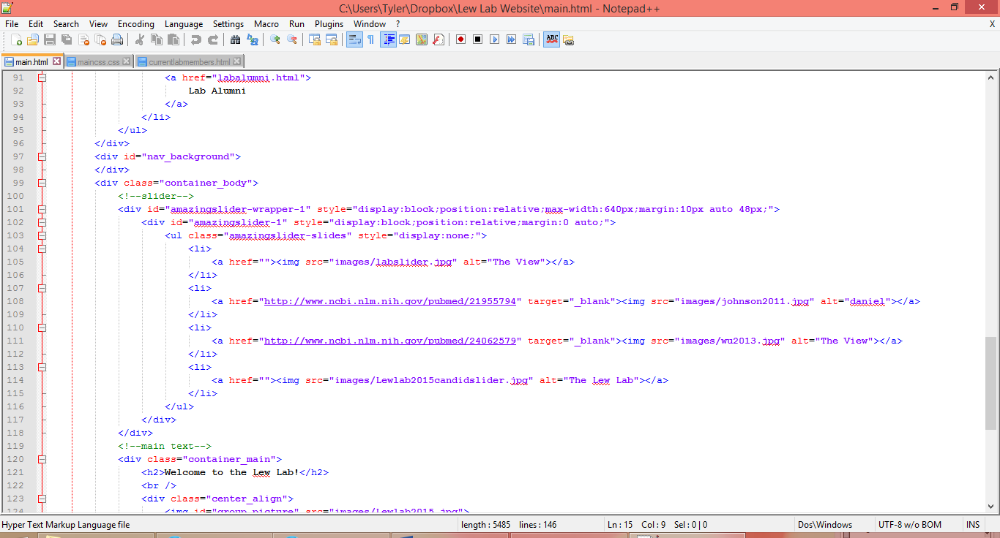 C:\Users\Tyler\Dropbox\Lew Lab Website\main.html - Notepad++
File Edit Search View Encoding Language Settings Macro Run Plugins Window ? X
ABC
main.html maincss.css currentlabmembers.html
91 <a href="labalumni.html">
92 Lab Alumni
93 </a>
94 </li>
95 </ul>
96 </div>
97 <div id="nav_background">
98 </div>
99 <div class="container_body">
100 <!--slider-->
101 <div id="amazingslider-wrapper-1" style="display:block;position:relative;max-width:640px;margin:10px auto 48px;">
102 <div id="amazingslider-1" style="display:block;position:relative;margin:0 auto;">
103 <ul class="amazingslider-slides" style="display:none;">
104 <li>
105 <a href=""><img src="images/labslider.jpg" alt="The View"></a>
106 </li>
107 <li>
108 <a href="http://www.ncbi.nlm.nih.gov/pubmed/21955794" target="_blank"><img src="images/johnson2011.jpg" alt="daniel"></a>
109 </li>
110 <li>
111 <a href="http://www.ncbi.nlm.nih.gov/pubmed/24062579" target="_blank"><img src="images/wu2013.jpg" alt="The View"></a>
112 </li>
113 <li>
114 <a href=""><img src="images/Lewlab2015candidslider.jpg" alt="The Lew Lab"></a>
115 </li>
116 </ul>
117 </div>
118 </div>
119 <!--main text-->
120 <div class="container_main">
121 <h2>Welcome to the Lew Lab!</h2>
122 <br />
123 <div class="center_align">
124 <img id="group_picture" src="images/Lewlab2015.jpg">
Hyper Text Markup Language file length : 5485 lines : 146 Ln : 15 Col : 9 Sel : 0 | 0 Dos\Windows UTF-8 w/o BOM INS